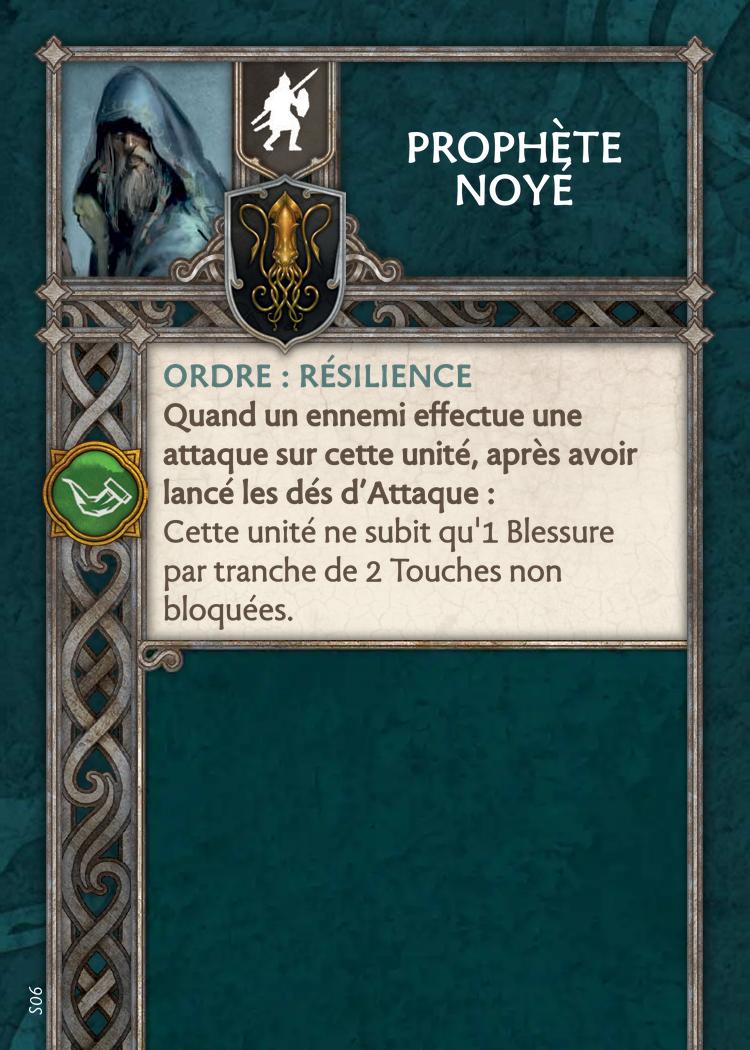 PROPHÈTE
NOYÉ
ORDRE : RÉSILIENCE
Quand un ennemi effectue une
attaque sur cette unité, après avoir
lancé les dés d’Attaque :
Cette unité ne subit qu'1 Blessure
par tranche de 2 Touches non
bloquées.
S06